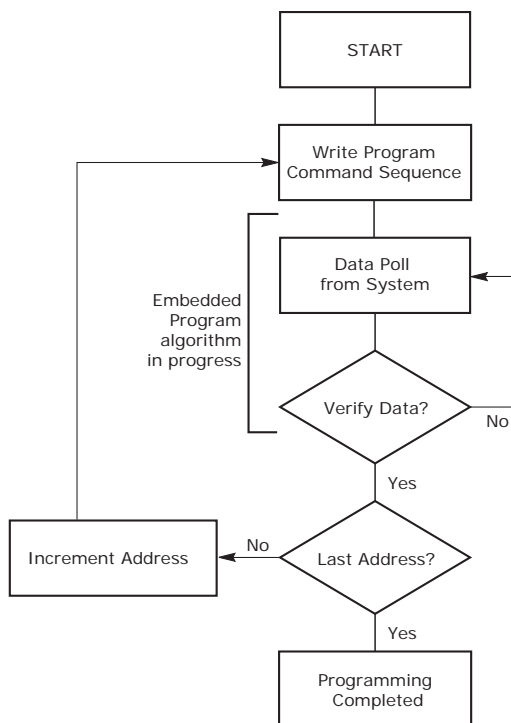 START
Write Program
Command Sequence
Data Poll
from System
Embedded
Program
algorithm
in progress
Verify Data?
No
Yes
Increment Address
No
Last Address?
Yes
Programming
Completed